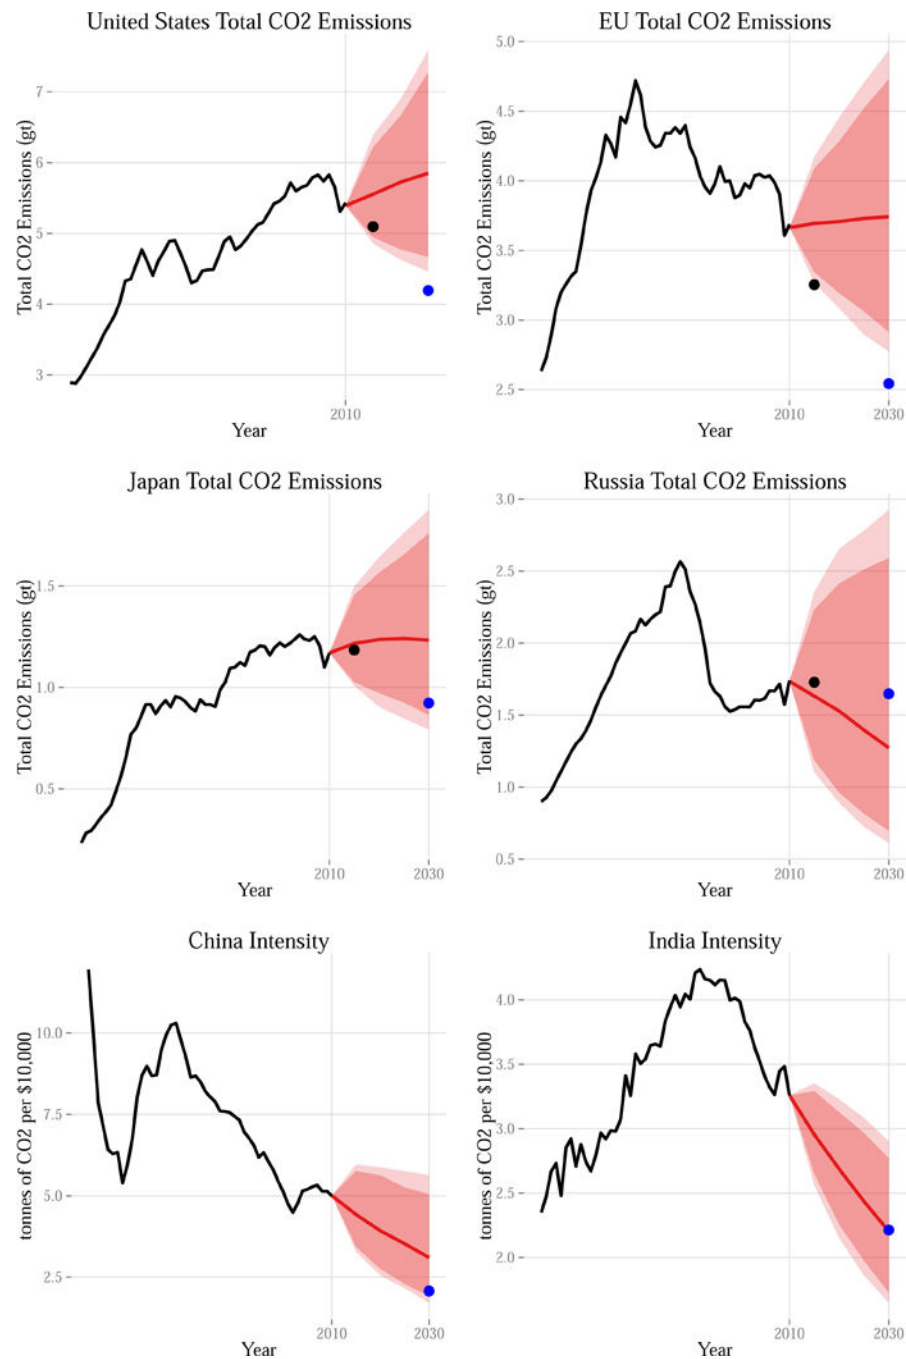 United States Total CO2 Emissions
EU Total CO2 Emissions
Total CO2 Emissions (gt)
7
6
5
4
3
2010
Year
Total CO2 Emissions (gt)
5.0
4.5
4.0
3.5
3.0
2.5
2010
2030
Year
Japan Total CO2 Emissions
Russia Total CO2 Emissions
Total CO2 Emissions (gt)
1.5
1.0
0.5
2010
2030
Year
Total CO2 Emissions (gt)
3.0
2.5
2.0
1.5
1.0
0.5
2010
2030
Year
China Intensity
India Intensity
tonnes of CO2 per $10,000
10.0
7.5
5.0
2.5
2010
2030
Year
tonnes of CO2 per $10,000
4.0
3.5
3.0
2.5
2.0
2010
2030
Year